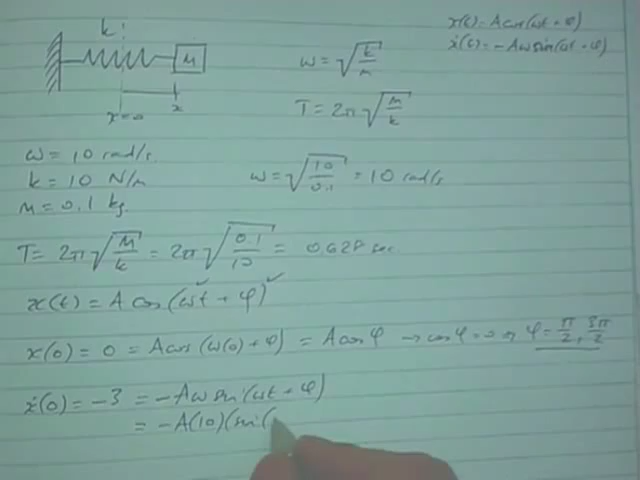 x(t) = A cos(ωt + φ)
ẋ(t) = -Aω sin(ωt + φ)
k
M
x=0
x
ω = √(k/m)
T = 2π √(M/k)
ω = 10 rad/s.
k = 10 N/m
M = 0.1 kg
ω = √(10/0.1) = 10 rad/s
T = 2π √(M/k) = 2π √(0.1/10) = 0.628 sec
x(t) = A cos(ωt + φ)
x(0) = 0 = A cos(ω(0) + φ) = A cos φ → cos φ = 0 or φ = π/2, 3π/2
ẋ(0) = -3 = -Aω sin(ωt + φ)
= -A(10)(sin(